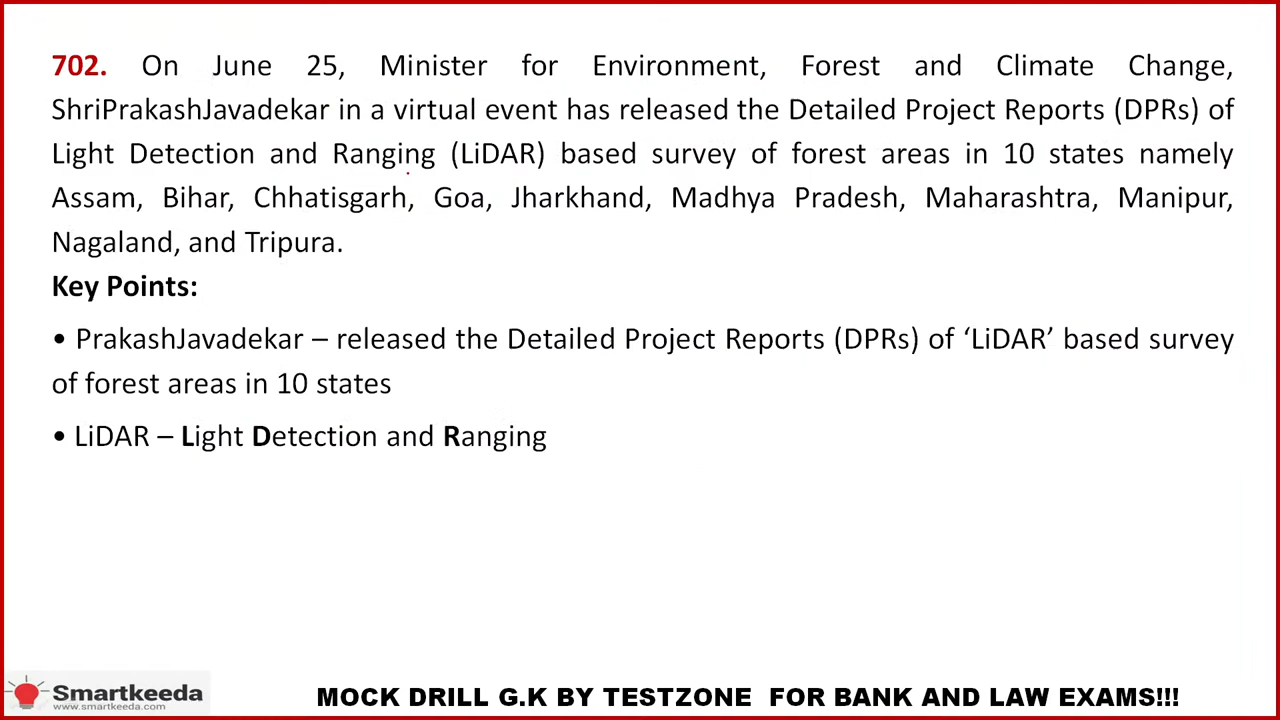 702. On June 25, Minister for Environment, Forest and Climate Change,
ShriPrakashJavadekar in a virtual event has released the Detailed Project Reports (DPRs) of
Light Detection and Ranging (LiDAR) based survey of forest areas in 10 states namely
Assam, Bihar, Chhatisgarh, Goa, Jharkhand, Madhya Pradesh, Maharashtra, Manipur,
Nagaland, and Tripura.
Key Points:
• PrakashJavadekar – released the Detailed Project Reports (DPRs) of ‘LiDAR’ based survey
of forest areas in 10 states
• LiDAR – Light Detection and Ranging
Smartkeeda
www.smartkeeda.com
MOCK DRILL G.K BY TESTZONE FOR BANK AND LAW EXAMS!!!